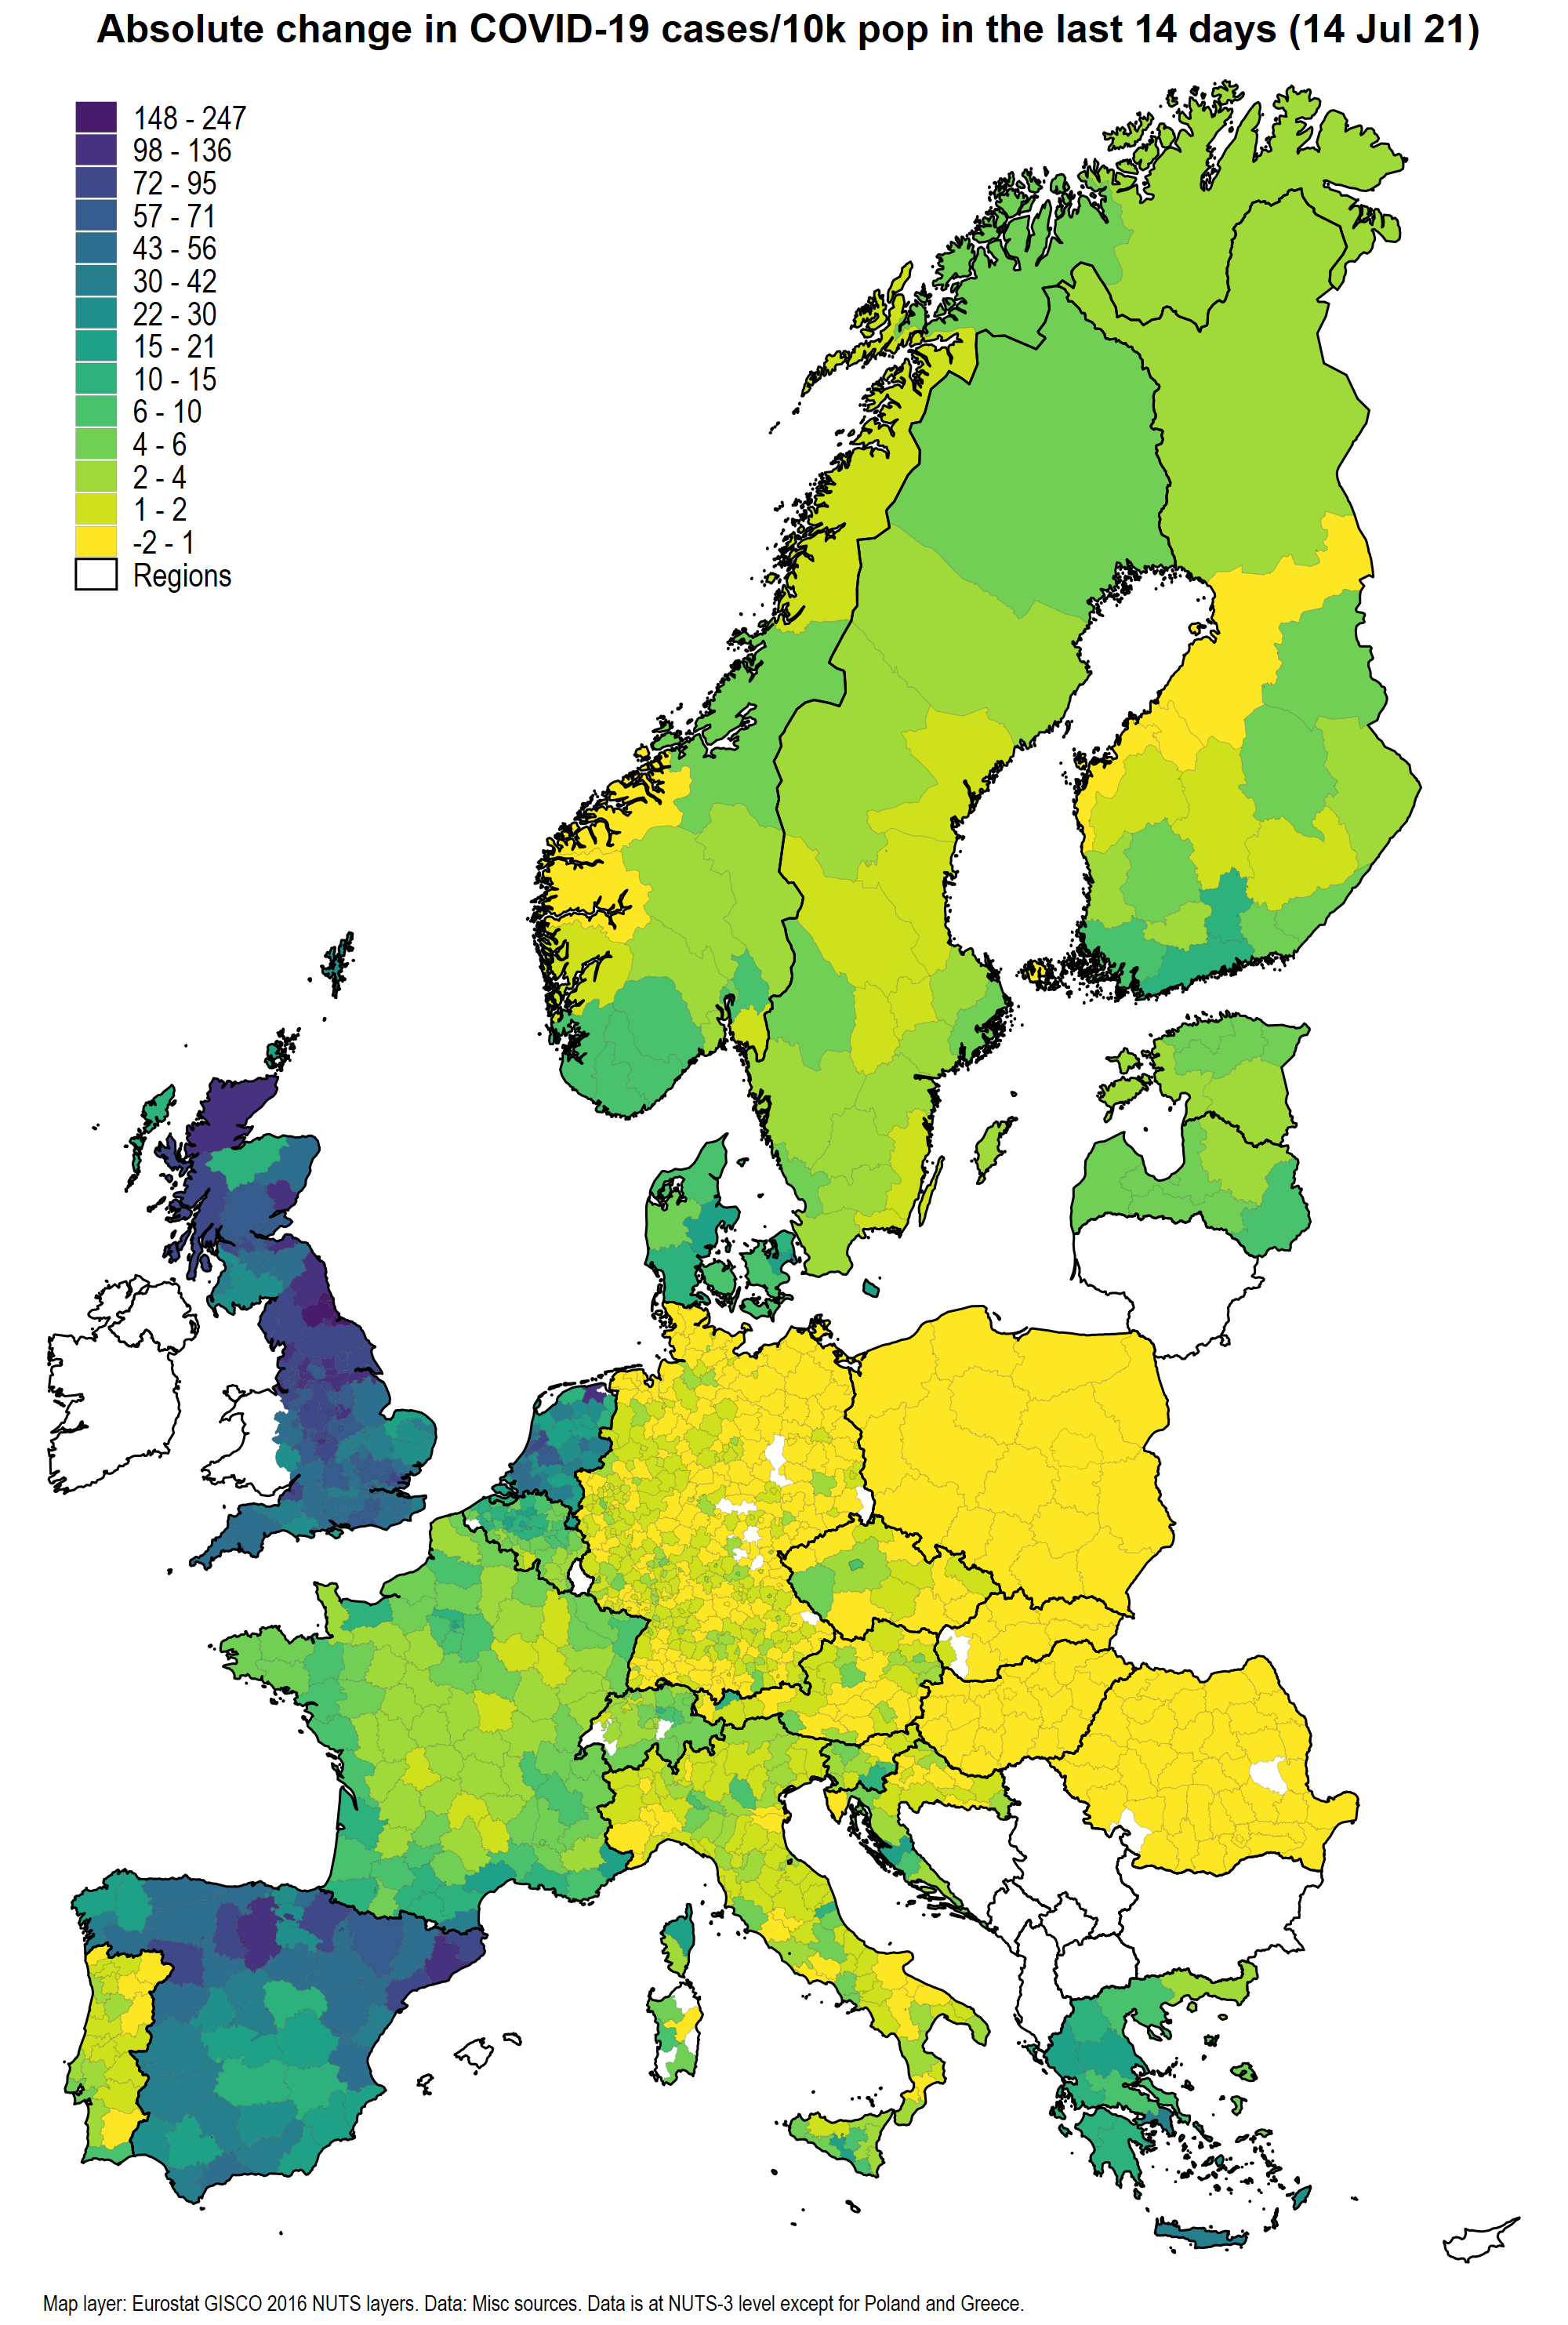 Absolute change in COVID-19 cases/10k pop in the last 14 days (14 Jul 21)
148 - 247
98 - 136
72 - 95
57 - 71
43 - 56
30 - 42
22 - 30
15 - 21
10 - 15
6 - 10
4 - 6
2 - 4
1 - 2
-2 - 1
Regions
Map layer: Eurostat GISCO 2016 NUTS layers. Data: Misc sources. Data is at NUTS-3 level except for Poland and Greece.